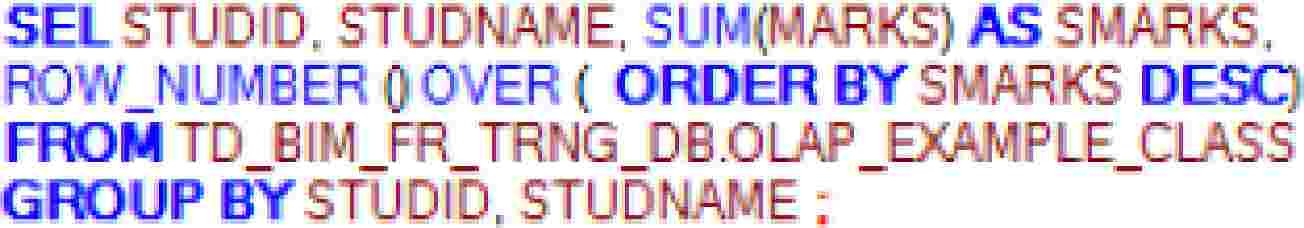 SEL STUDID, STUDNAME, SUM(MARKS) AS SMARKS,
ROW_NUMBER () OVER ( ORDER BY SMARKS DESC)
FROM TD_BIM_FR_TRNG_DB.OLAP_EXAMPLE_CLASS
GROUP BY STUDID, STUDNAME ;